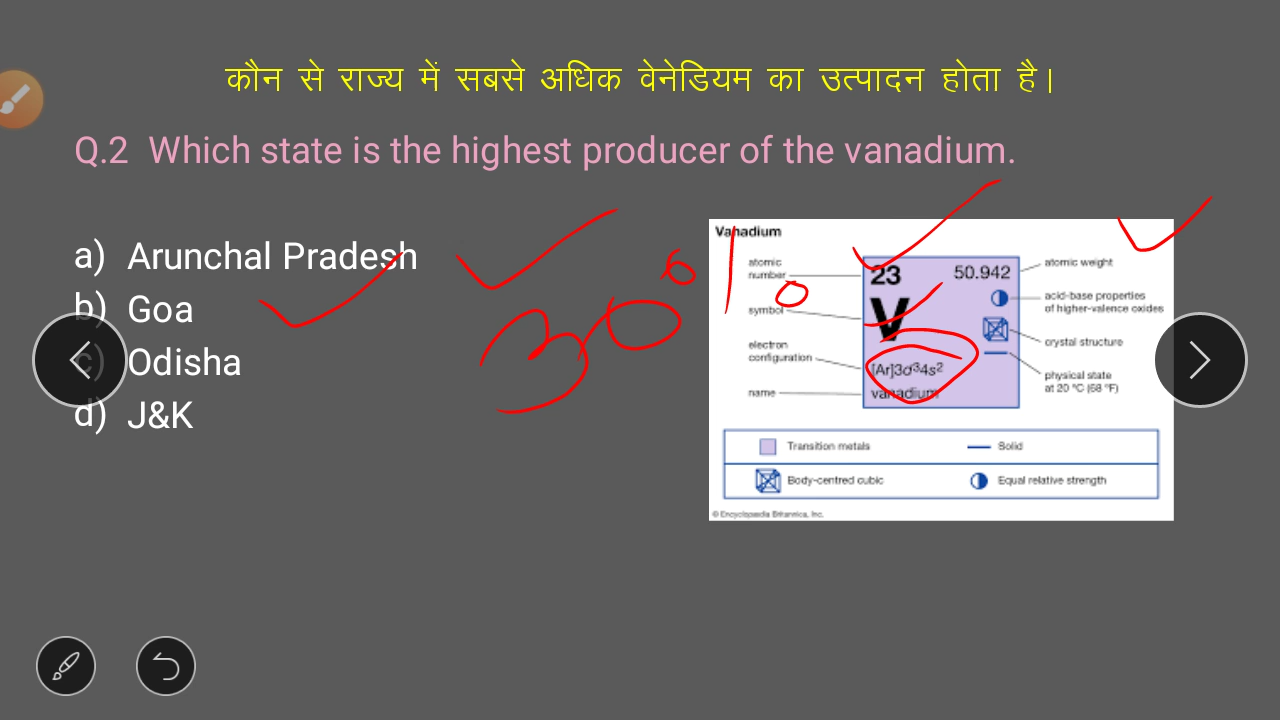 कौन से राज्य में सबसे अधिक वेनेडियम का उत्पादन होता है।
Q.2 Which state is the highest producer of the vanadium.
a) Arunchal Pradesh
b) Goa
c) Odisha
d) J&K
30%
Vanadium
atomic number
23
50.942
atomic weight
symbol
V
acid-base properties
of higher-valence oxides
crystal structure
electron
configuration
[Ar]3d³4s²
physical state
at 20 °C (68 °F)
name
vanadium
Transition metals
Solid
Body-centred cubic
Equal relative strength
© Encyclopaedia Britannica, Inc.